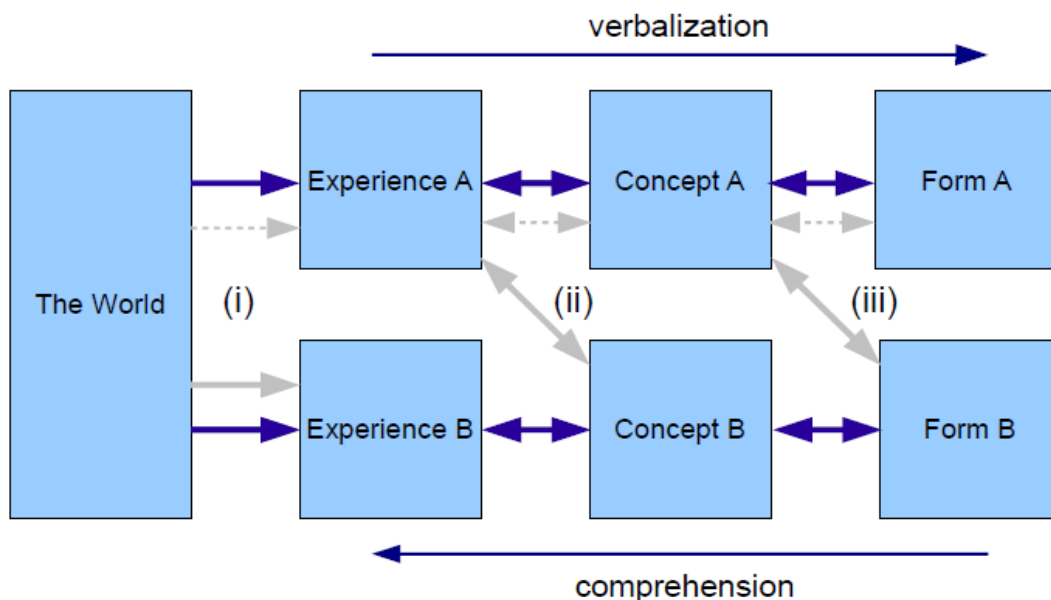 verbalization
Experience A
Concept A
Form A
The World
(i)
(ii)
(iii)
Experience B
Concept B
Form B
comprehension